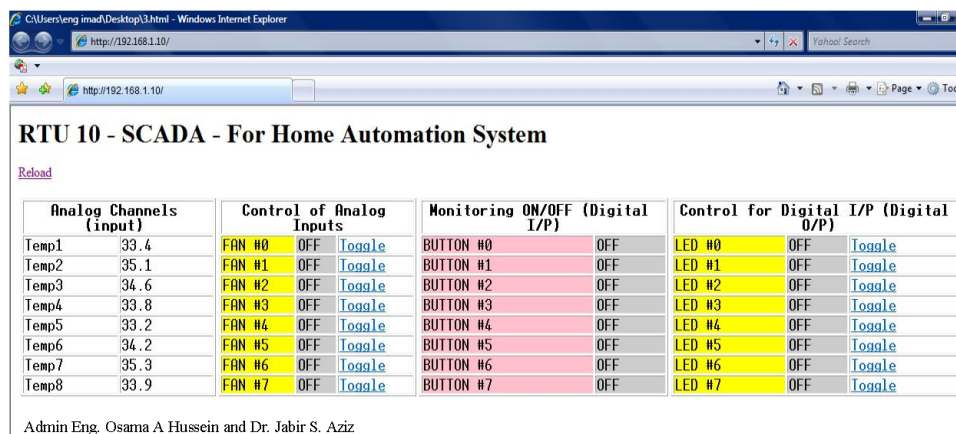 C:\Users\eng imad\Desktop\3.html - Windows Internet Explorer
http://192.168.1.10/
Yahoo! Search
http://192.168.1.10/
Page
RTU 10 - SCADA - For Home Automation System
Reload
Analog Channels (input) Control of Analog Inputs Monitoring ON/OFF (Digital I/P) Control for Digital I/P (Digital O/P)
Temp1 33.4 FAN #0 OFF Toggle BUTTON #0 OFF LED #0 OFF Toggle
Temp2 35.1 FAN #1 OFF Toggle BUTTON #1 OFF LED #1 OFF Toggle
Temp3 34.6 FAN #2 OFF Toggle BUTTON #2 OFF LED #2 OFF Toggle
Temp4 33.8 FAN #3 OFF Toggle BUTTON #3 OFF LED #3 OFF Toggle
Temp5 33.2 FAN #4 OFF Toggle BUTTON #4 OFF LED #4 OFF Toggle
Temp6 34.2 FAN #5 OFF Toggle BUTTON #5 OFF LED #5 OFF Toggle
Temp7 35.3 FAN #6 OFF Toggle BUTTON #6 OFF LED #6 OFF Toggle
Temp8 33.9 FAN #7 OFF Toggle BUTTON #7 OFF LED #7 OFF Toggle
Admin Eng. Osama A Hussein and Dr. Jabir S. Aziz